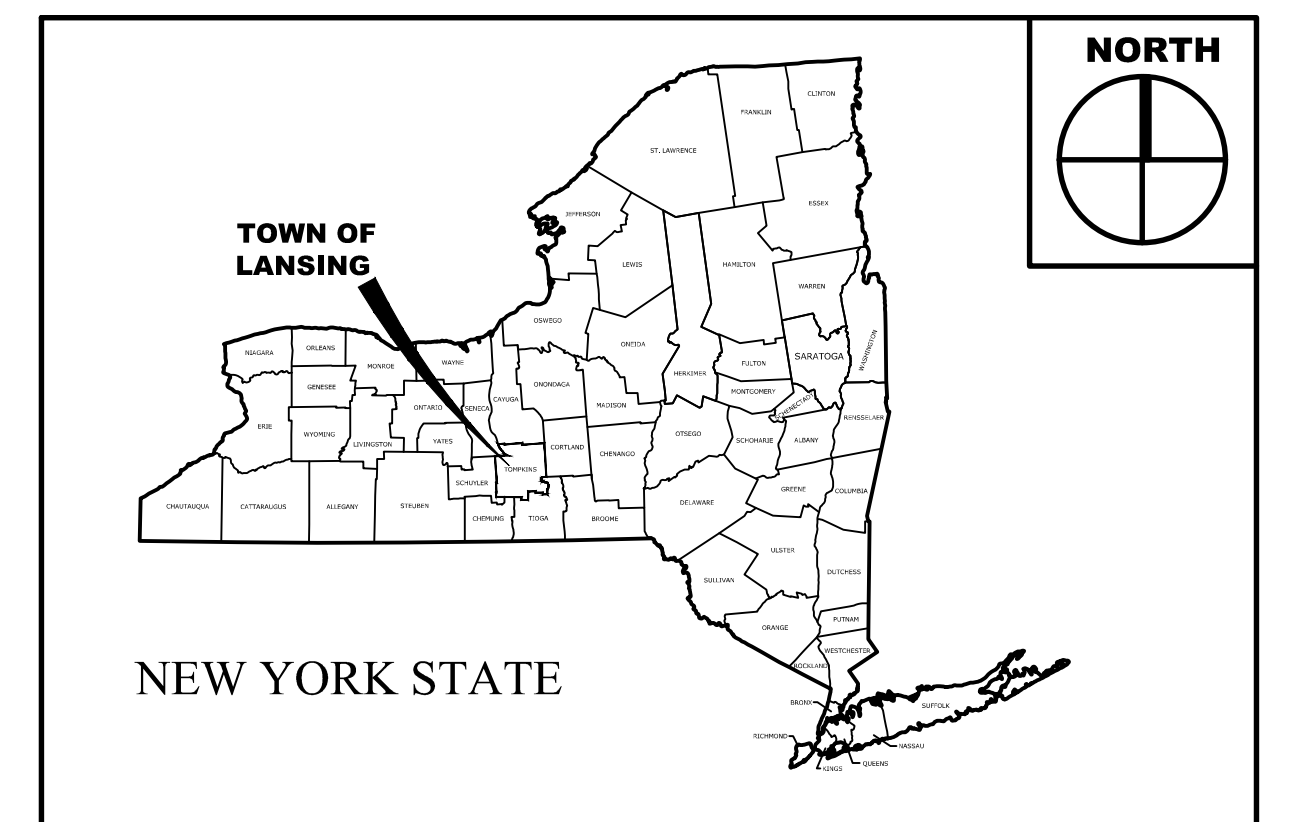 NORTH
CLINTON
FRANKLIN
ST. LAWRENCE
ESSEX
JEFFERSON
TOWN OF
LANSING
LEWIS
HAMILTON
WARREN
OSWEGO
WASHINGTON
ONEIDA
ORLEANS
NIAGARA
SARATOGA
WAYNE
FULTON
MONROE
HERKIMER
GENESEE
ONONDAGA
MONTGOMERY
CAYUGA
MADISON
SCHENECTADY
ONTARIO
SENECA
RENSSELAER
ERIE
WYOMING
OTSEGO
SCHOHARIE
ALBANY
LIVINGSTON
YATES
CORTLAND
CHENANGO
TOMPKINS
SCHUYLER
GREENE
COLUMBIA
CHAUTAUQUA
CATTARAUGUS
ALLEGANY
STEUBEN
DELAWARE
CHEMUNG
TIOGA
BROOME
ULSTER
DUTCHESS
SULLIVAN
PUTNAM
ORANGE
WESTCHESTER
ROCKLAND
NEW YORK STATE
BRONX
SUFFOLK
RICHMOND
NASSAU
QUEENS
KINGS